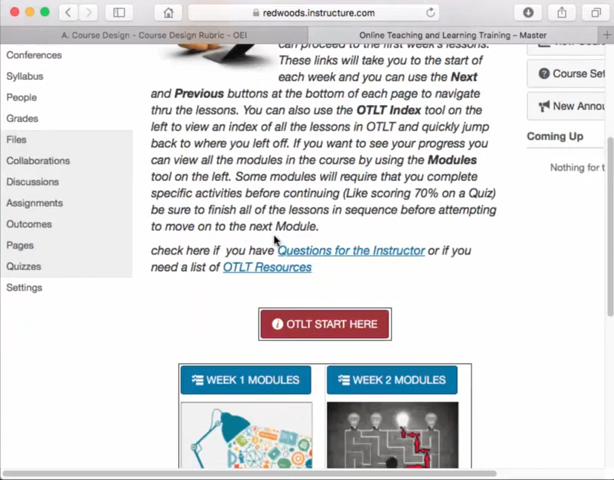 redwoods.instructure.com
A. Course Design - Course Design Rubric - OEI
Online Teaching and Learning Training – Master
Conferences
Syllabus
People
Grades
Files
Collaborations
Discussions
Assignments
Outcomes
Pages
Quizzes
Settings
can proceed to the first week's lessons.
These links will take you to the start of
each week and you can use the Next
and Previous buttons at the bottom of each page to navigate
thru the lessons. You can also use the OTLT Index tool on the
left to view an index of all the lessons in OTLT and quickly jump
back to where you left off. If you want to see your progress you
can view all the modules in the course by using the Modules
tool on the left. Some modules will require that you complete
specific activities before continuing (Like scoring 70% on a Quiz)
be sure to finish all of the lessons in sequence before attempting
to move on to the next Module.
check here if you have Questions for the Instructor or if you
need a list of OTLT Resources
OTLT START HERE
WEEK 1 MODULES
WEEK 2 MODULES
Course Set
New Annou
Coming Up
Nothing for t